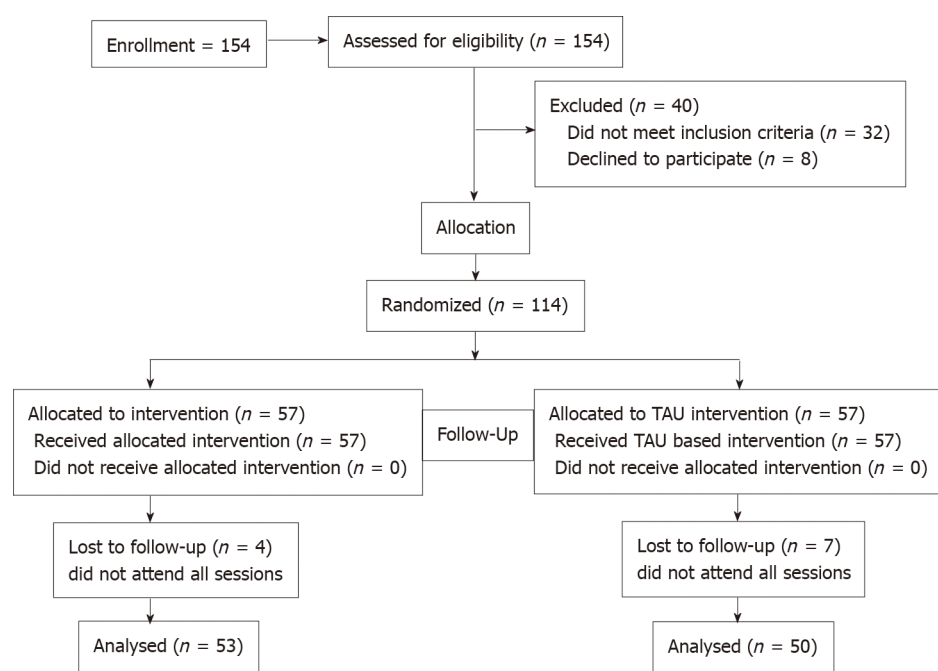 Enrollment = 154
Assessed for eligibility (n = 154)
Excluded (n = 40)
Did not meet inclusion criteria (n = 32)
Declined to participate (n = 8)
Allocation
Randomized (n = 114)
Allocated to intervention (n = 57)
Received allocated intervention (n = 57)
Did not receive allocated intervention (n = 0)
Follow-Up
Allocated to TAU intervention (n = 57)
Received TAU based intervention (n = 57)
Did not receive allocated intervention (n = 0)
Lost to follow-up (n = 4)
did not attend all sessions
Lost to follow-up (n = 7)
did not attend all sessions
Analysed (n = 53)
Analysed (n = 50)